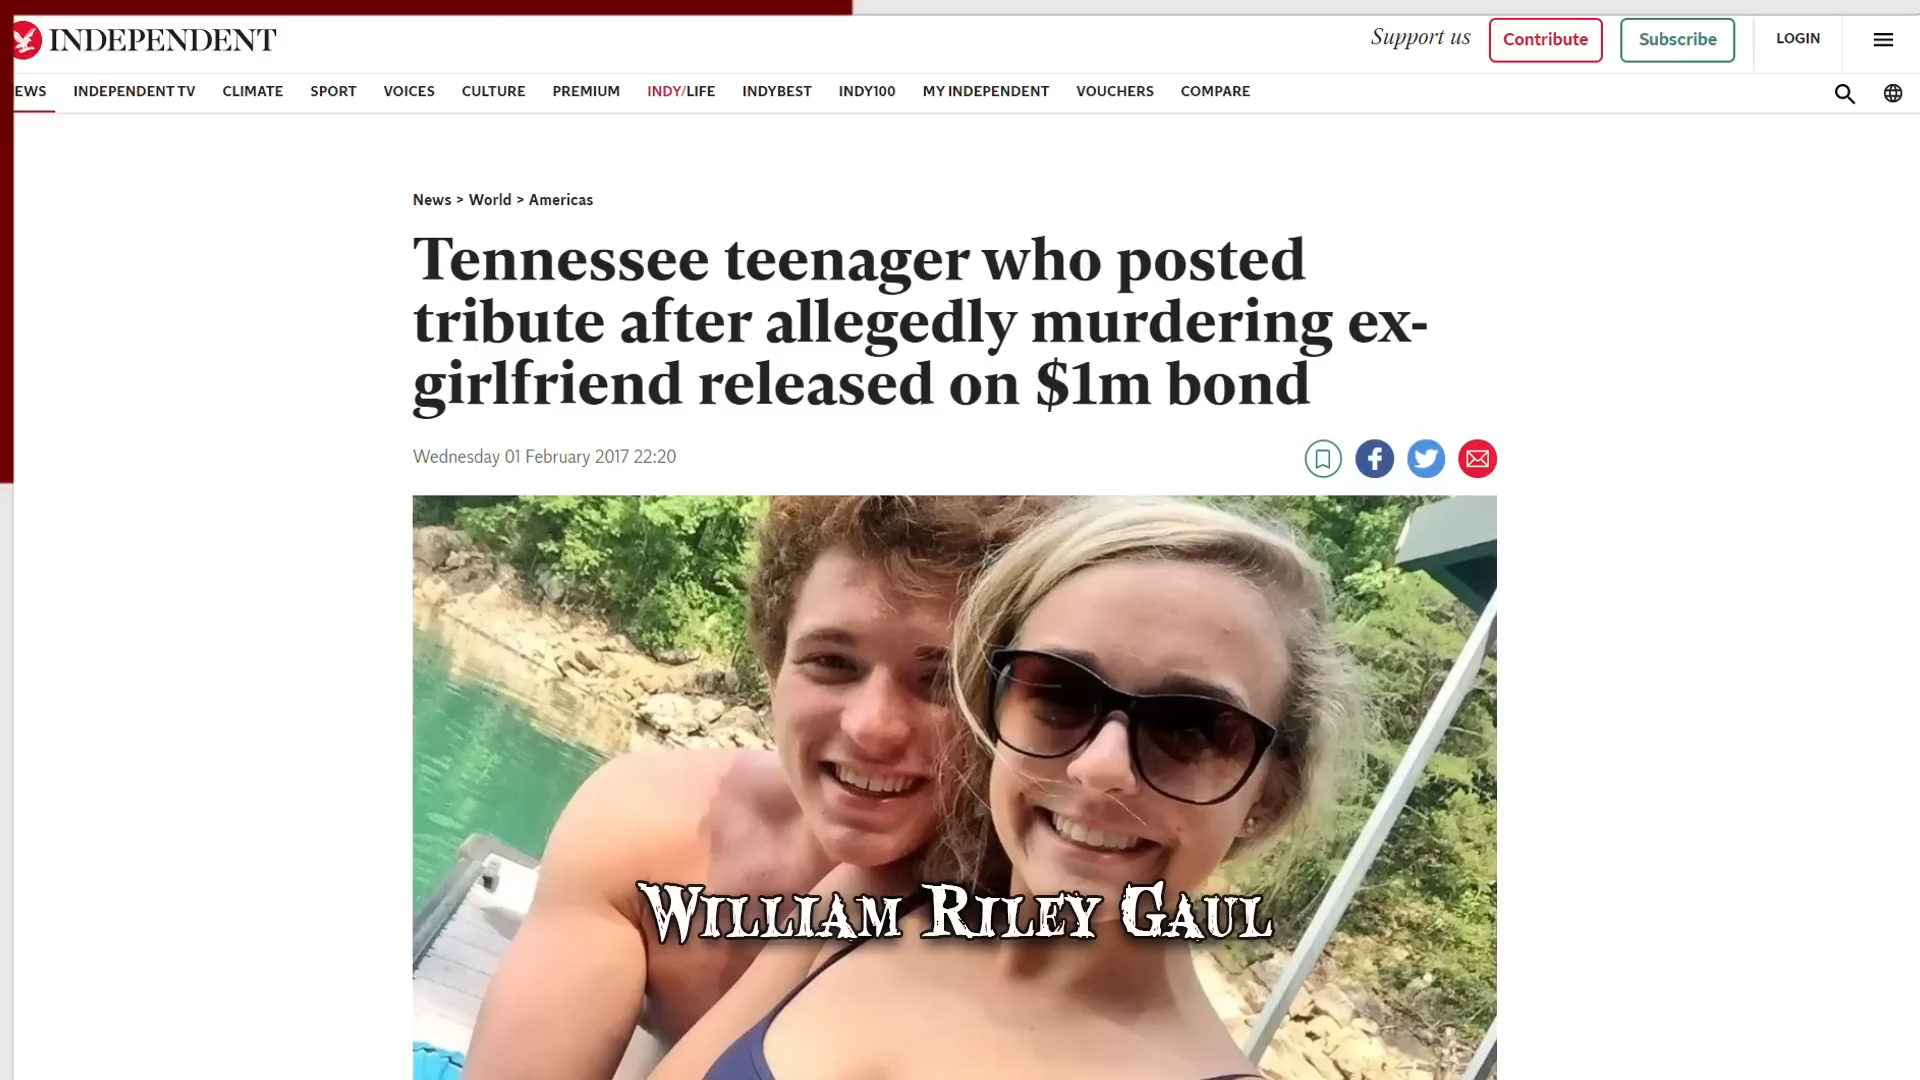 INDEPENDENT
Support us
Contribute
Subscribe
LOGIN
EWS INDEPENDENT TV CLIMATE SPORT VOICES CULTURE PREMIUM INDY/LIFE INDYBEST INDY100 MY INDEPENDENT VOUCHERS COMPARE
News > World > Americas
Tennessee teenager who posted
tribute after allegedly murdering ex-
girlfriend released on $1m bond
Wednesday 01 February 2017 22:20
WILLIAM RILEY GAUL